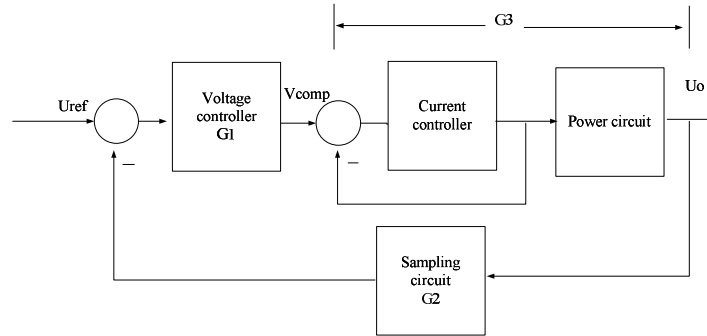 G3
Uref
Voltage
controller
G1
Vcomp
Current
controller
Power circuit
Uo
Sampling
circuit
G2